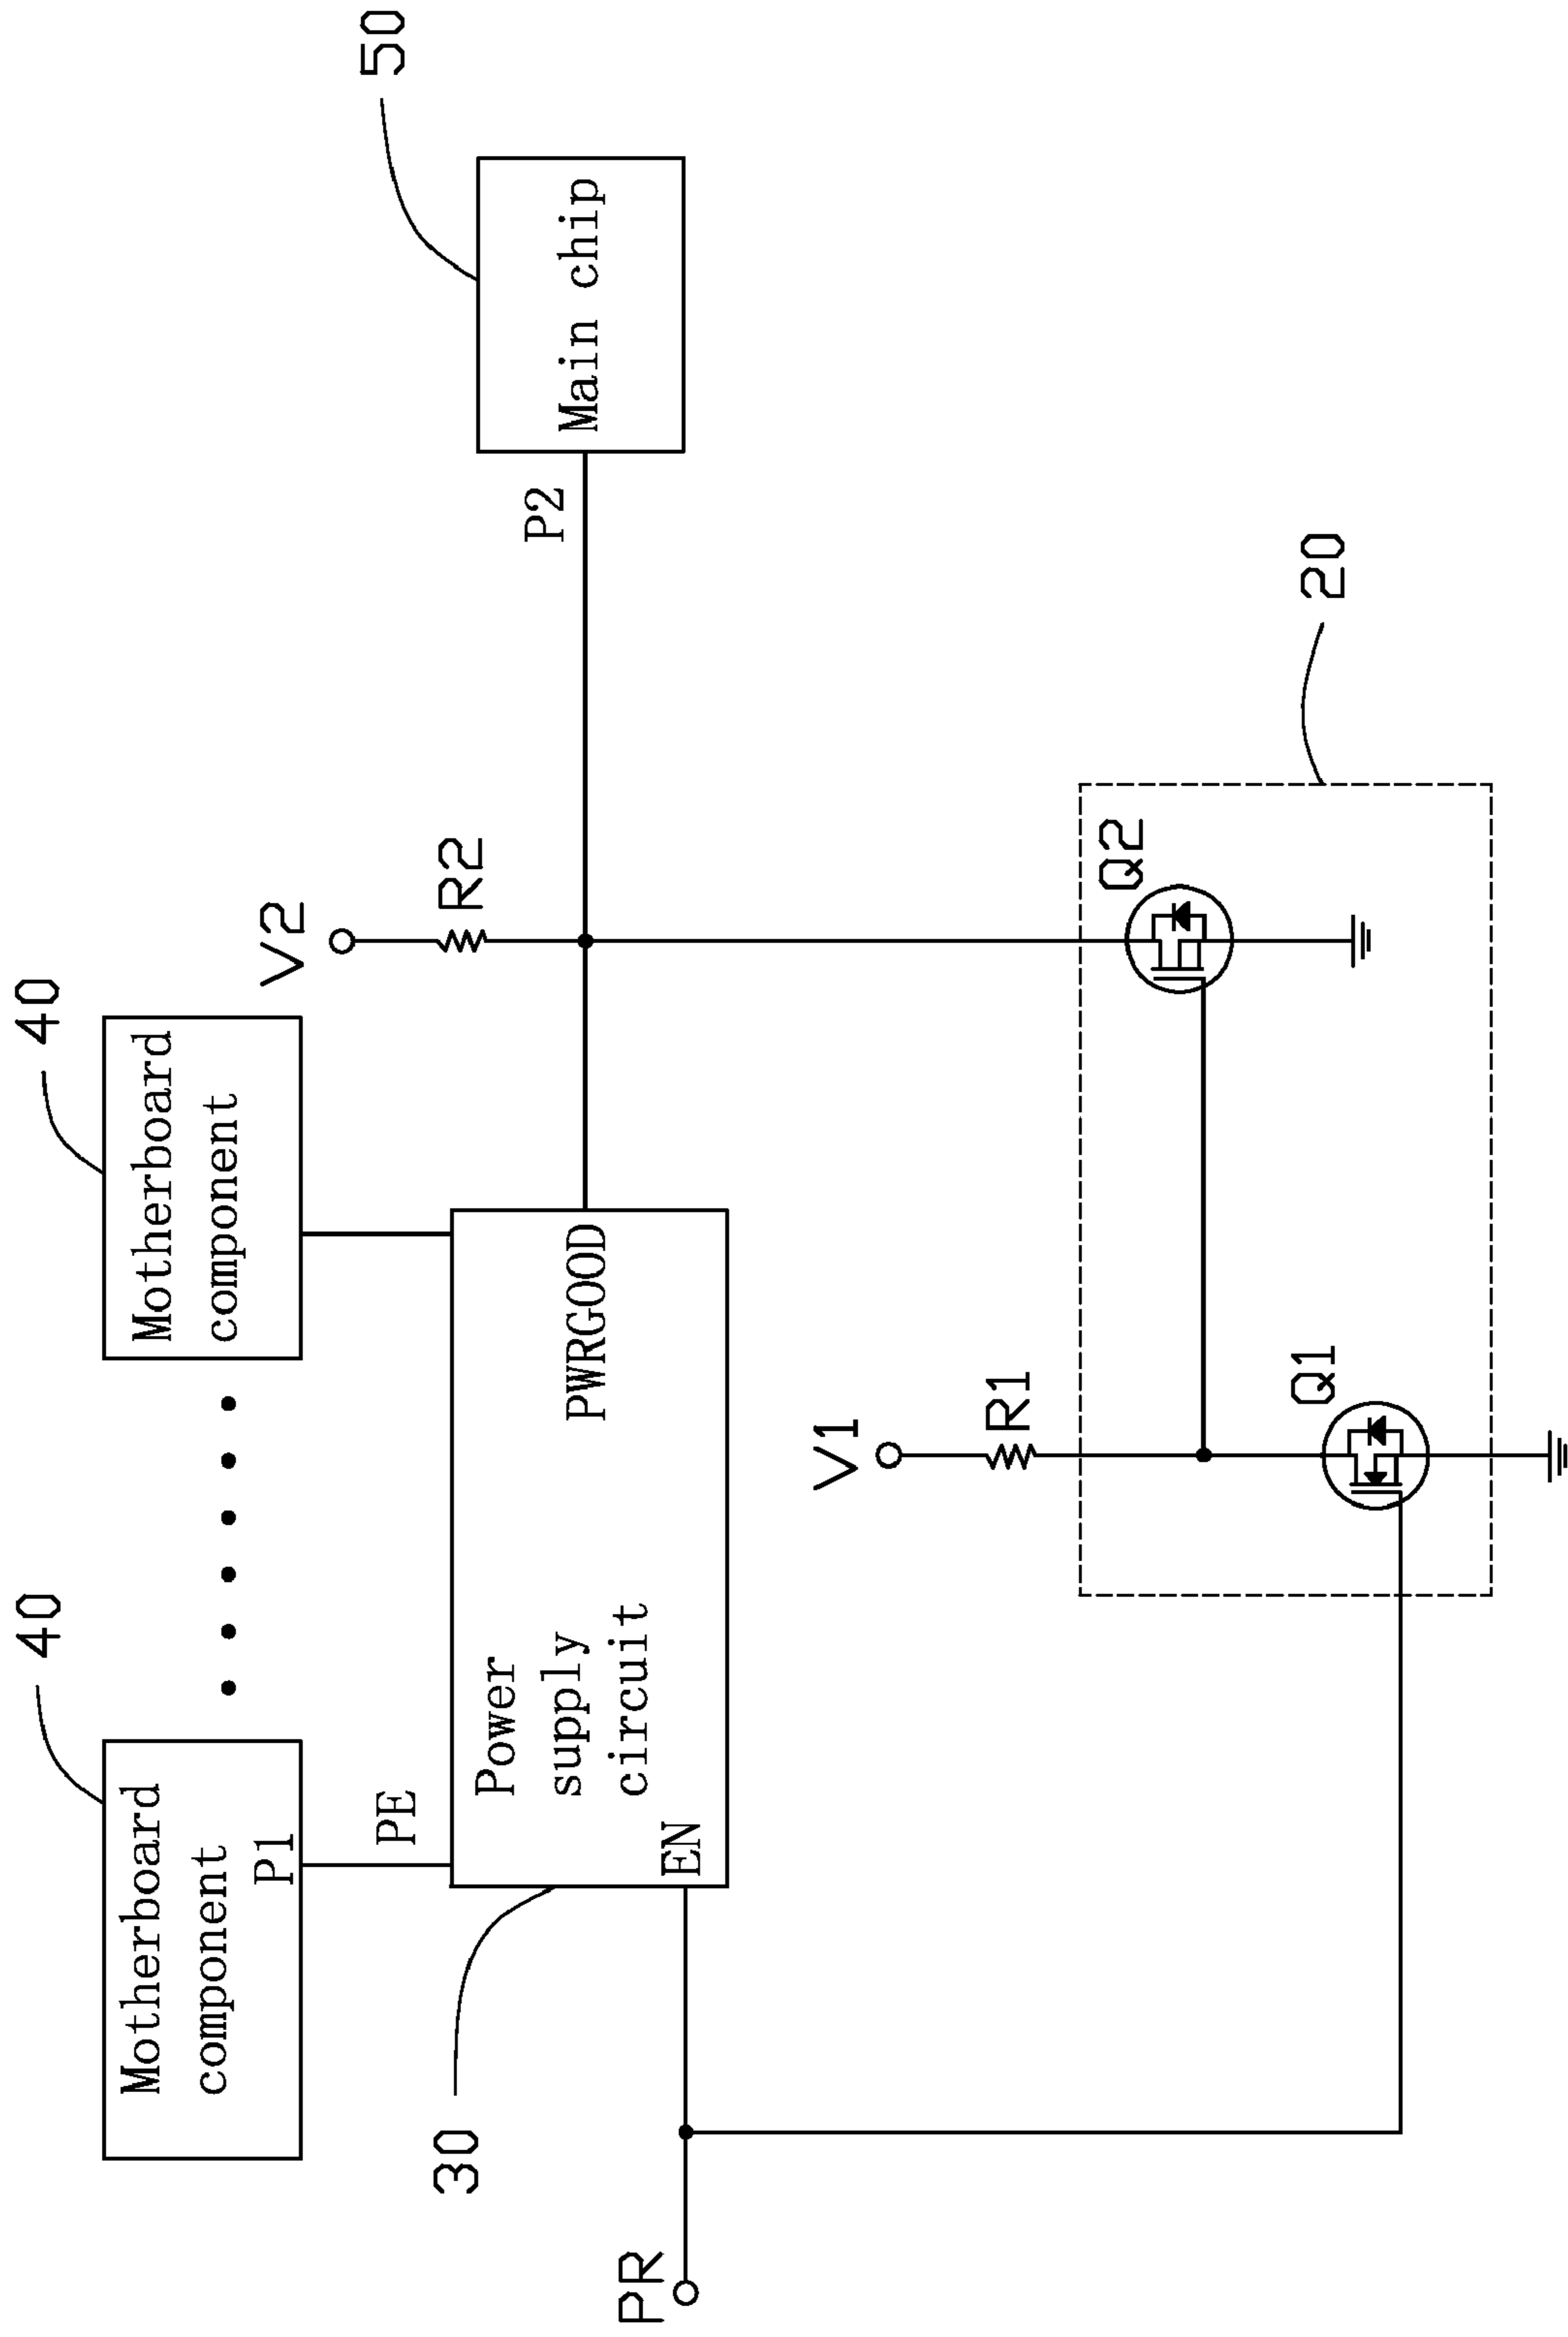 40
40
Motherboard
component
P1
Motherboard
component
V2
50
PE
R2
P2
Main chip
30
Power
supply
circuit
EN
PWRGOOD
PR
V1
R1
Q2
20
Q1